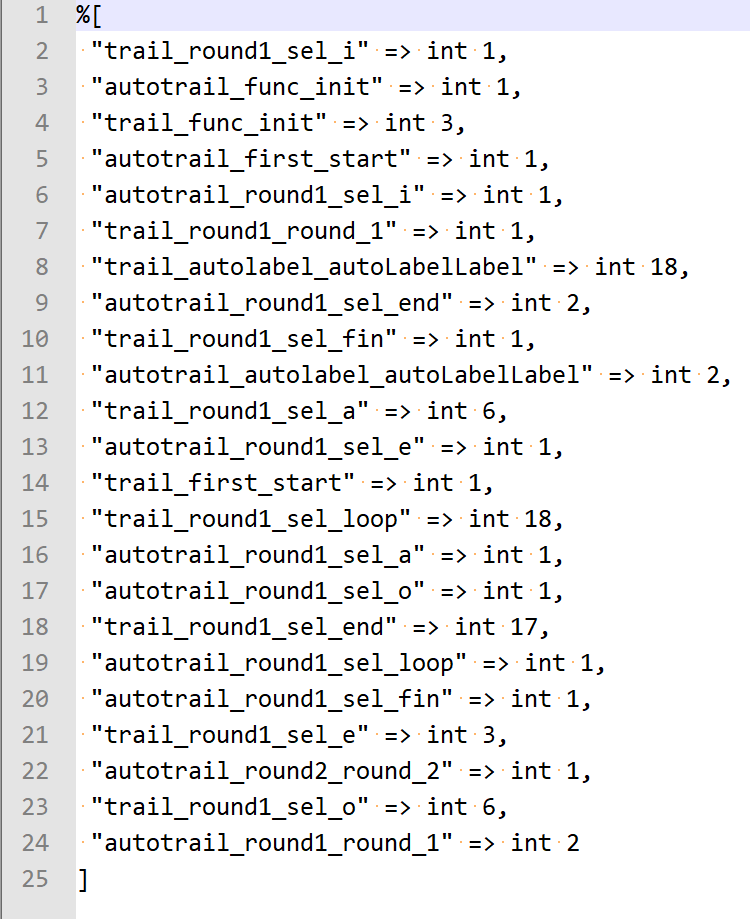 1 %[
2 "trail_round1_sel_i" => int 1,
3 "autotrail_func_init" => int 1,
4 "trail_func_init" => int 3,
5 "autotrail_first_start" => int 1,
6 "autotrail_round1_sel_i" => int 1,
7 "trail_round1_round_1" => int 1,
8 "trail_autolabel_autoLabelLabel" => int 18,
9 "autotrail_round1_sel_end" => int 2,
10 "trail_round1_sel_fin" => int 1,
11 "autotrail_autolabel_autoLabelLabel" => int 2,
12 "trail_round1_sel_a" => int 6,
13 "autotrail_round1_sel_e" => int 1,
14 "trail_first_start" => int 1,
15 "trail_round1_sel_loop" => int 18,
16 "autotrail_round1_sel_a" => int 1,
17 "autotrail_round1_sel_o" => int 1,
18 "trail_round1_sel_end" => int 17,
19 "autotrail_round1_sel_loop" => int 1,
20 "autotrail_round1_sel_fin" => int 1,
21 "trail_round1_sel_e" => int 3,
22 "autotrail_round2_round_2" => int 1,
23 "trail_round1_sel_o" => int 6,
24 "autotrail_round1_round_1" => int 2
25 ]